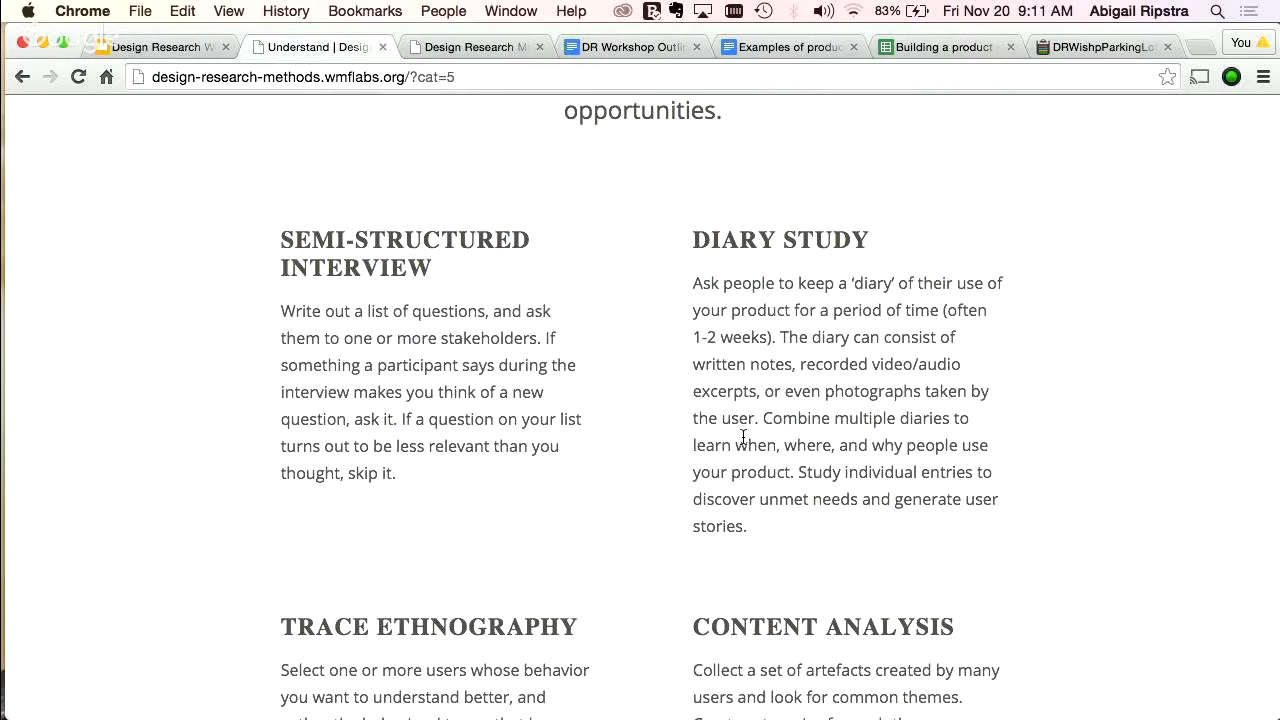 Chrome File Edit View History Bookmarks People Window Help 83% Fri Nov 20 9:11 AM Abigail Ripstra
Design Research W
Understand | Desig
Design Research M
DR Workshop Outlin
Examples of produc
Building a product -
DRWishpParkingLo
You
design-research-methods.wmflabs.org/?cat=5
opportunities.
SEMI-STRUCTURED
INTERVIEW
Write out a list of questions, and ask
them to one or more stakeholders. If
something a participant says during the
interview makes you think of a new
question, ask it. If a question on your list
turns out to be less relevant than you
thought, skip it.
DIARY STUDY
Ask people to keep a ‘diary’ of their use of
your product for a period of time (often
1-2 weeks). The diary can consist of
written notes, recorded video/audio
excerpts, or even photographs taken by
the user. Combine multiple diaries to
learn when, where, and why people use
your product. Study individual entries to
discover unmet needs and generate user
stories.
TRACE ETHNOGRAPHY
Select one or more users whose behavior
you want to understand better, and
CONTENT ANALYSIS
Collect a set of artefacts created by many
users and look for common themes.